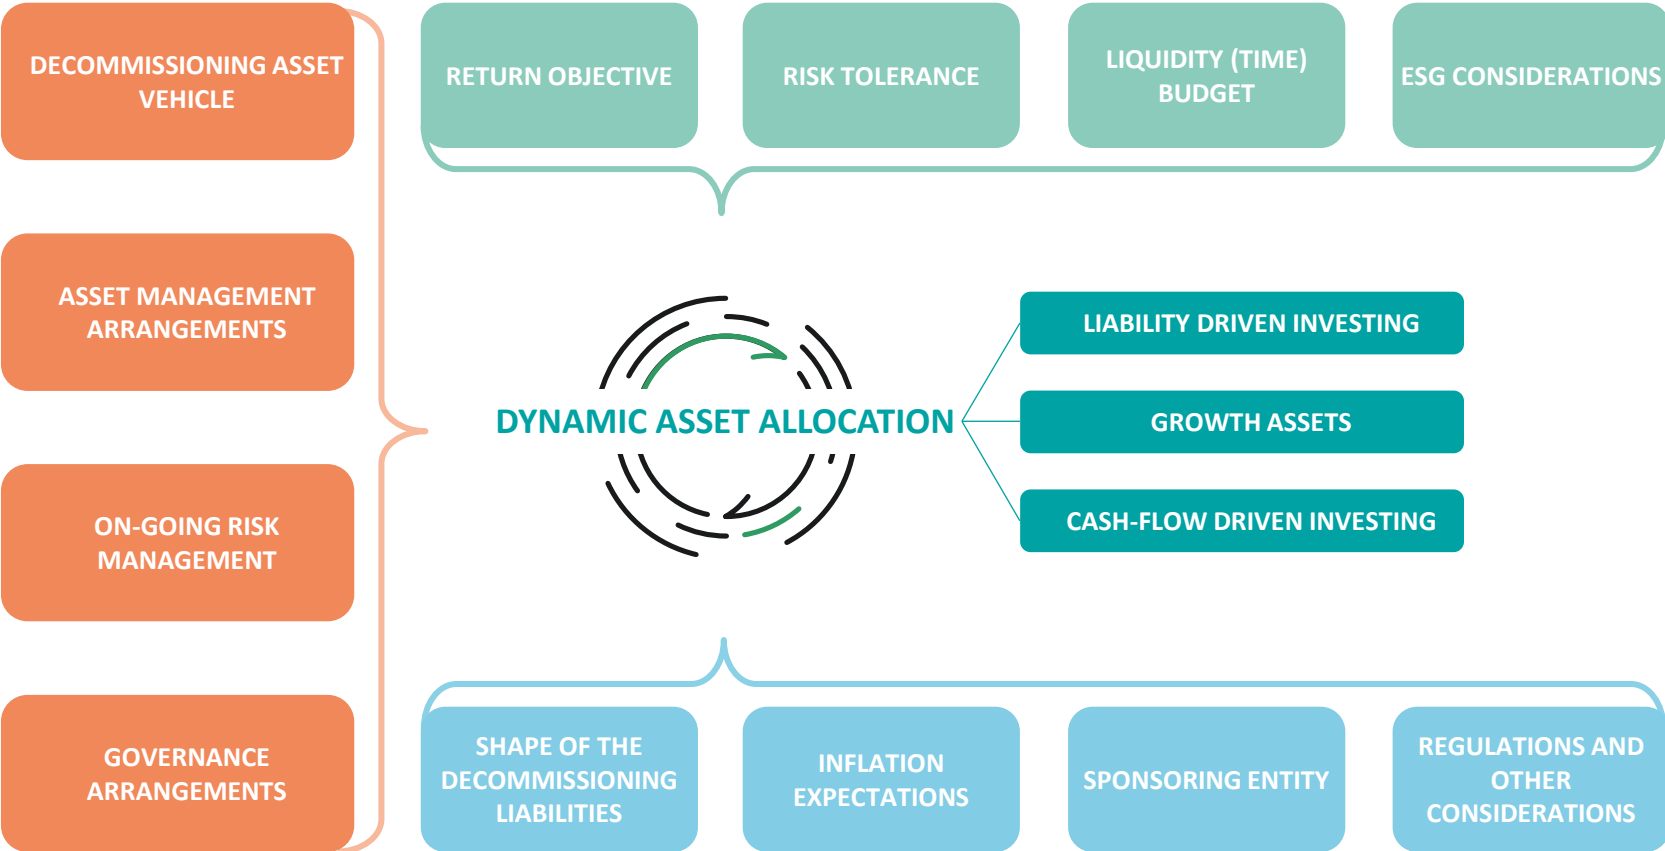 DECOMMISSIONING ASSET
VEHICLE
ASSET MANAGEMENT
ARRANGEMENTS
ON-GOING RISK
MANAGEMENT
GOVERNANCE
ARRANGEMENTS
RETURN OBJECTIVE
RISK TOLERANCE
LIQUIDITY (TIME)
BUDGET
ESG CONSIDERATIONS
DYNAMIC ASSET ALLOCATION
LIABILITY DRIVEN INVESTING
GROWTH ASSETS
CASH-FLOW DRIVEN INVESTING
SHAPE OF THE
DECOMMISSIONING
LIABILITIES
INFLATION
EXPECTATIONS
SPONSORING ENTITY
REGULATIONS AND
OTHER
CONSIDERATIONS